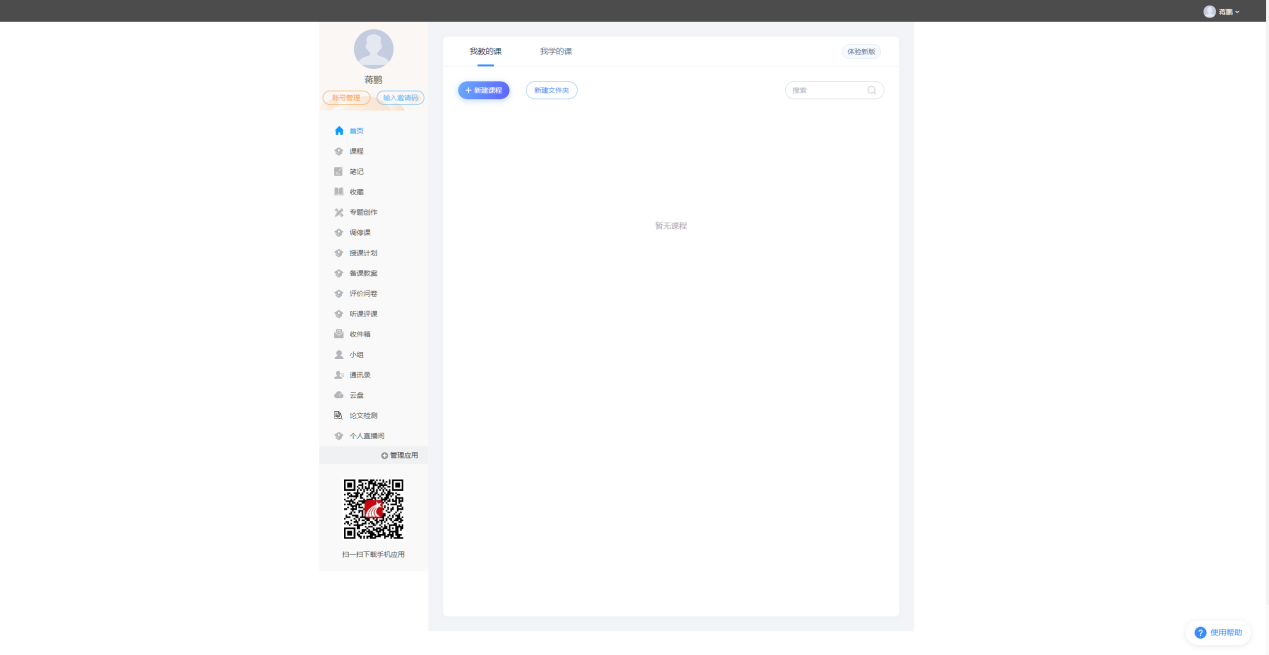 蒋鹏
蒋鹏
账号管理
输入邀请码
首页
课程
笔记
收藏
专题创作
调停课
授课计划
备课教案
评价问卷
听课评课
收件箱
小组
通讯录
云盘
论文检测
个人直播间
管理应用
扫一扫下载手机应用
我教的课
我学的课
体验新版
+ 新建课程
新建文件夹
搜索
暂无课程
? 使用帮助